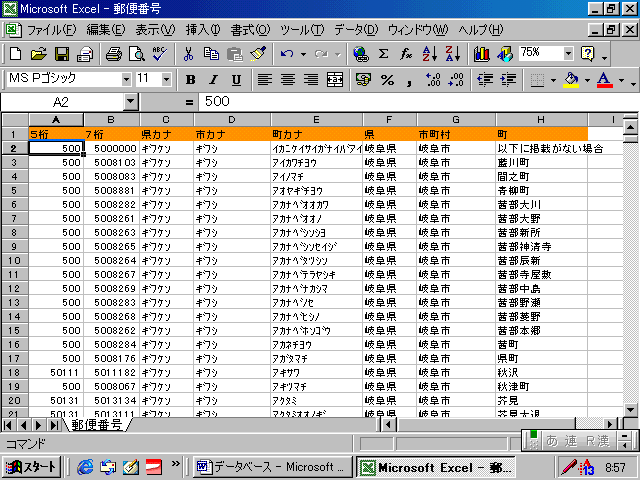 Microsoft Excel - 郵便番号
ファイル(F) 編集(E) 表示(V) 挿入(I) 書式(O) ツール(T) データ(D) ウィンドウ(W) ヘルプ(H)
75%
MS Pゴシック 11 B I U
A2 = 500
A B C D E F G H I
1 5桁 7桁 県カナ 市カナ 町カナ 県 市町村 町
2 500 5000000 ギフケン ギフシ イカニケイサイガナイバアイ 岐阜県 岐阜市 以下に掲載がない場合
3 500 5008103 ギフケン ギフシ アイカワチヨウ 岐阜県 岐阜市 藍川町
4 500 5008083 ギフケン ギフシ アイノマチ 岐阜県 岐阜市 間之町
5 500 5008881 ギフケン ギフシ アオヤギチヨウ 岐阜県 岐阜市 青柳町
6 500 5008282 ギフケン ギフシ アカナベオオカワ 岐阜県 岐阜市 茜部大川
7 500 5008261 ギフケン ギフシ アカナベオオノ 岐阜県 岐阜市 茜部大野
8 500 5008263 ギフケン ギフシ アカナベシンシヨ 岐阜県 岐阜市 茜部新所
9 500 5008265 ギフケン ギフシ アカナベシンセイジ 岐阜県 岐阜市 茜部神清寺
10 500 5008264 ギフケン ギフシ アカナベタツシン 岐阜県 岐阜市 茜部辰新
11 500 5008267 ギフケン ギフシ アカナベテラヤシキ 岐阜県 岐阜市 茜部寺屋敷
12 500 5008269 ギフケン ギフシ アカナベナカシマ 岐阜県 岐阜市 茜部中島
13 500 5008283 ギフケン ギフシ アカナベノセ 岐阜県 岐阜市 茜部野瀬
14 500 5008268 ギフケン ギフシ アカナベヒシノ 岐阜県 岐阜市 茜部菱野
15 500 5008262 ギフケン ギフシ アカナベホンゴウ 岐阜県 岐阜市 茜部本郷
16 500 5008284 ギフケン ギフシ アカネチヨウ 岐阜県 岐阜市 茜町
17 500 5008176 ギフケン ギフシ アガタマチ 岐阜県 岐阜市 県町
18 50111 5011182 ギフケン ギフシ アキサワ 岐阜県 岐阜市 秋沢
19 500 5008067 ギフケン ギフシ アキツマチ 岐阜県 岐阜市 秋津町
20 50131 5013134 ギフケン ギフシ アクタミ 岐阜県 岐阜市 芥見
21 50131 5013111 ギフケン ギフシ アクタミオオノギ 岐阜県 岐阜市
郵便番号
コマンド
あ 連 R漢
スタート データベース - Microsoft ... Microsoft Excel - 郵... 8:57